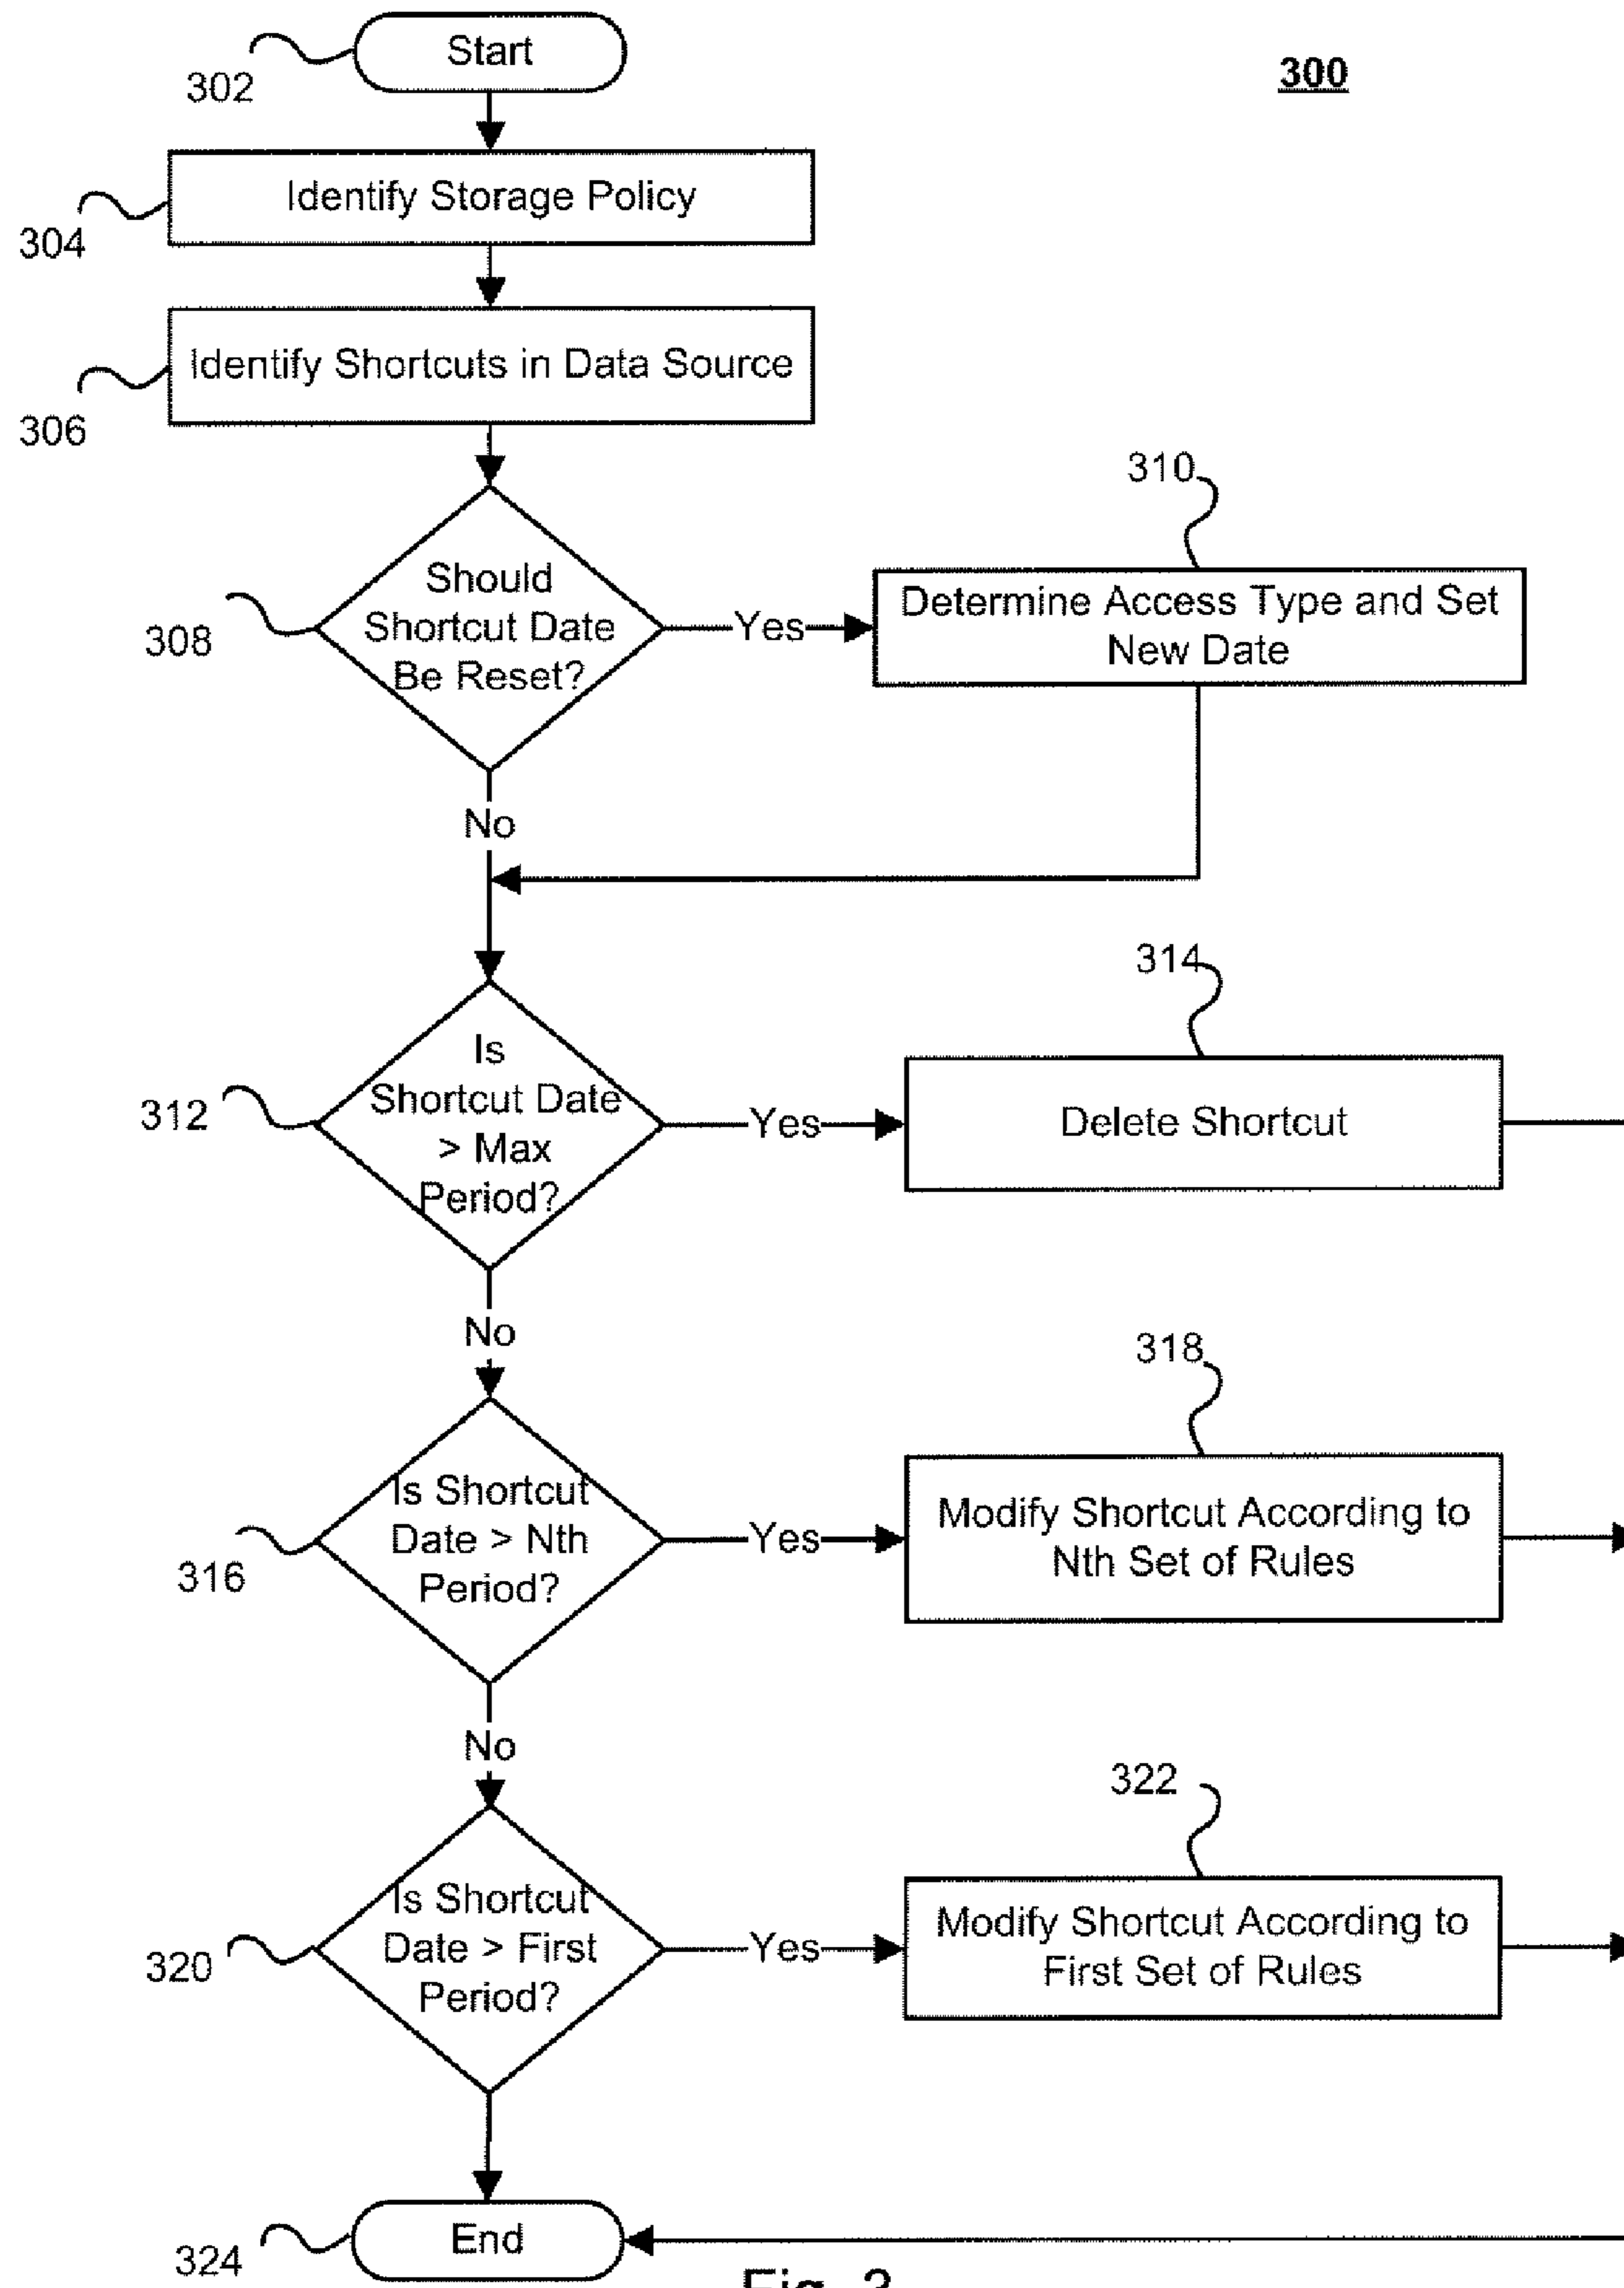 Start
302
300
Identify Storage Policy
304
Identify Shortcuts in Data Source
306
310
Should
Shortcut Date
Be Reset?
308
Yes
Determine Access Type and Set
New Date
No
314
Is
Shortcut Date
> Max
Period?
312
Yes
Delete Shortcut
No
318
Is Shortcut
Date > Nth
Period?
316
Yes
Modify Shortcut According to
Nth Set of Rules
No
322
Is Shortcut
Date > First
Period?
320
Yes
Modify Shortcut According to
First Set of Rules
End
324
Fig. 3